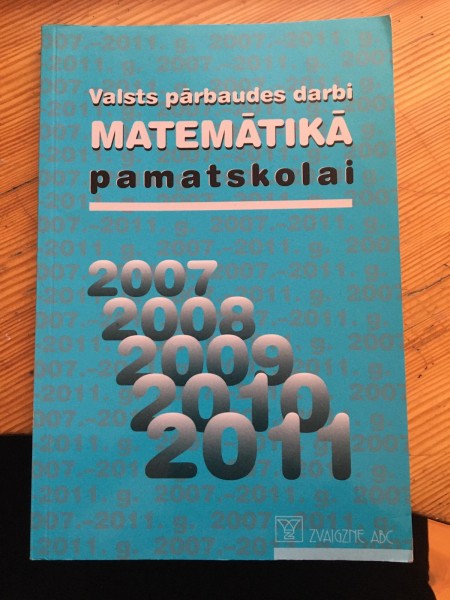 Valsts pārbaudes darbi
MATEMĀTIKĀ
pamatskolai
2007
2008
2009
2010
2011
ZVAIGZNE ABC